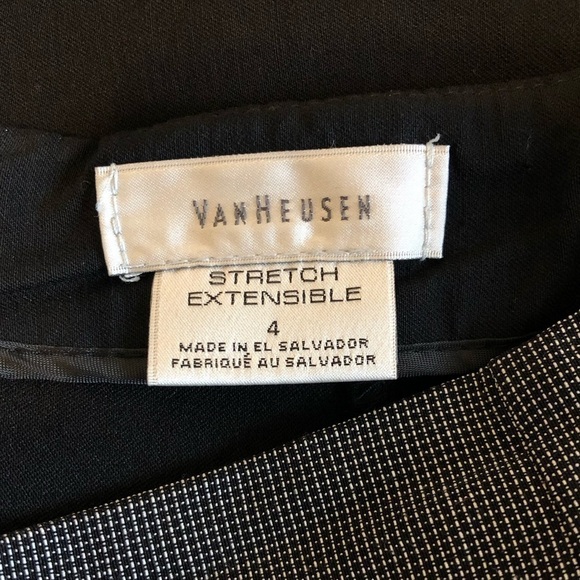 VANHEUSEN
STRETCH
EXTENSIBLE
4
MADE IN EL SALVADOR
FABRIQUÉ AU SALVADOR